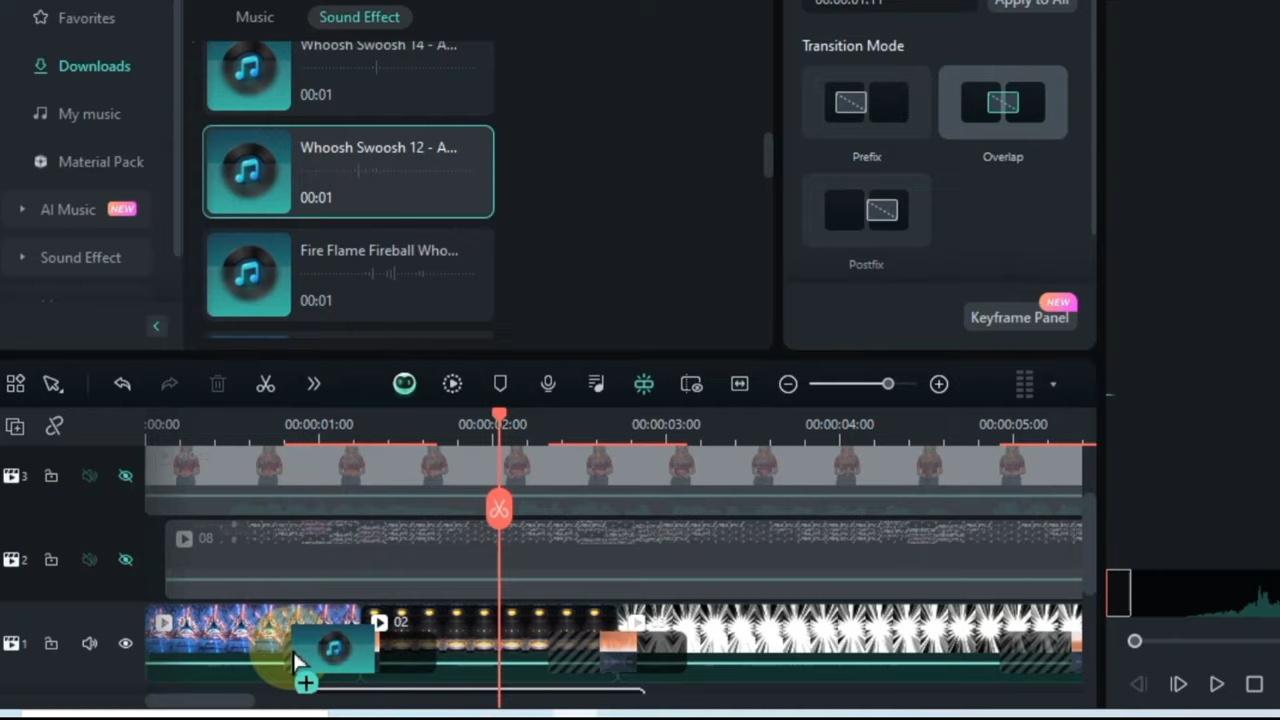 Favorites
Downloads
My music
Material Pack
AI Music NEW
Sound Effect
Music Sound Effect
Whoosh Swoosh 14 - A...
00:01
Whoosh Swoosh 12 - A...
00:01
Fire Flame Fireball Who...
00:01
Apply to All
Transition Mode
Prefix
Overlap
Postfix
NEW
Keyframe Panel
:00:00 00:00:01:00 00:00:02:00 00:00:03:00 00:00:04:00 00:00:05:00
3
2
08
1
02